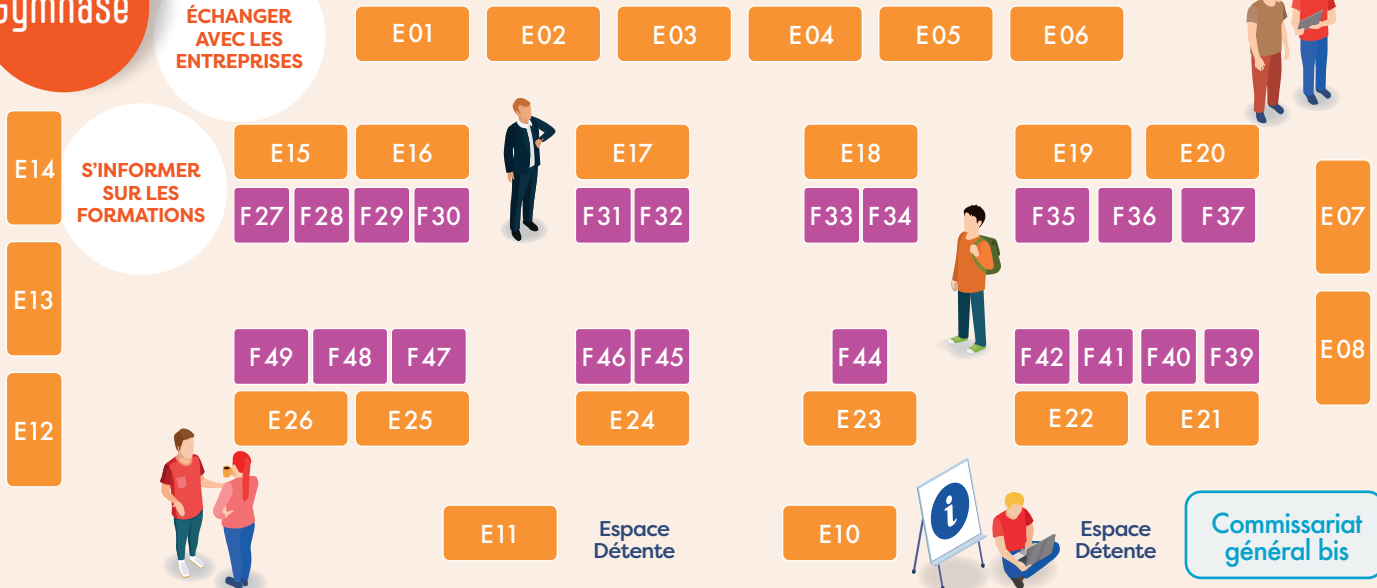 Gymnase
ÉCHANGER
AVEC LES
ENTREPRISES
E01 E02 E03 E04 E05 E06
E14
S'INFORMER
SUR LES
FORMATIONS
E15 E16 E17 E18 E19 E20
F27 F28 F29 F30 F31 F32 F33 F34 F35 F36 F37
E07
E13
F49 F48 F47 F46 F45 F44 F42 F41 F40 F39
E08
E12
E26 E25 E24 E23 E22 E21
E11
Espace
Détente
E10
i
Espace
Détente
Commissariat
général bis